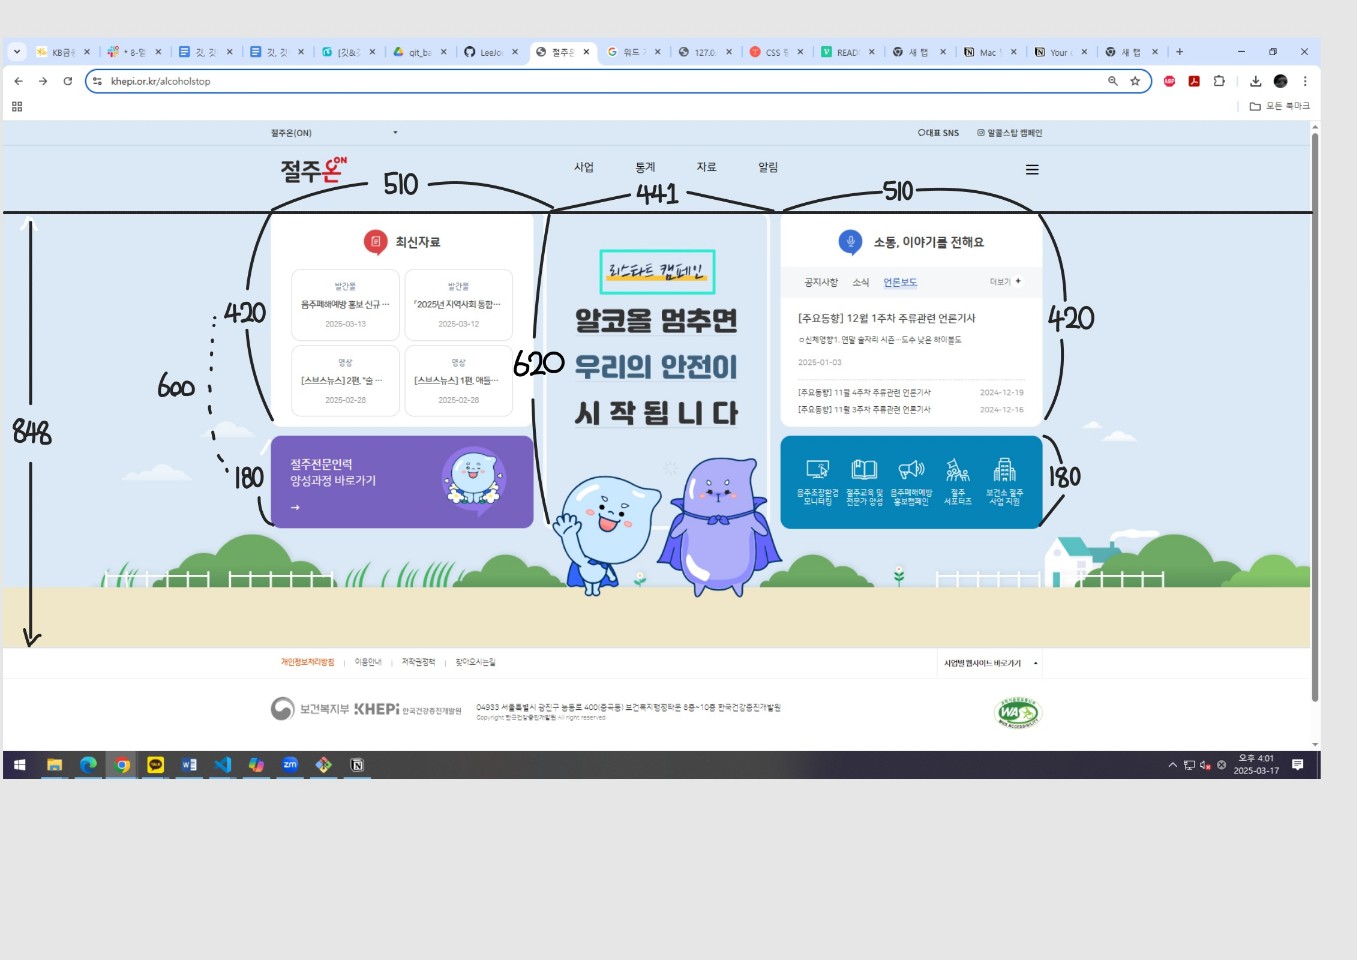 KB금
* 8-멀
깃, 깃
깃, 깃
[깃&
git_ba
LeeJo
절주온
워드
127.0.
CSS
READ
새 탭
Mac
Your
새 탭
khepi.or.kr/alcoholstop
모든 북마크
절주온(ON)
대표 SNS
알콜스탑 캠페인
절주온ON
사업 통계 자료 알림
510
441
510
최신자료
소통, 이야기를 전해요
리스타트 캠페인
공지사항 소식 언론보도 더보기 +
발간물
음주폐해예방 홍보 신규 ···
2025-03-13
발간물
「2025년 지역사회 통합···
2025-03-12
알코올 멈추면
우리의 안전이
시작됩니다
[주요동향] 12월 1주차 주류관련 언론기사
ㅇ신체영향1. 연말 술자리 시즌…도수 낮은 하이볼도
2025-01-03
420
420
620
600
848
영상
[스브스뉴스] 2편. "술 ···
2025-02-28
영상
[스브스뉴스] 1편. 애들···
2025-02-28
[주요동향] 11월 4주차 주류관련 언론기사 2024-12-19
[주요동향] 11월 3주차 주류관련 언론기사 2024-12-16
180
180
절주전문인력
양성과정 바로가기
→
음주조장환경
모니터링
절주교육 및
전문가 양성
음주폐해예방
홍보캠페인
절주
서포터즈
보건소 절주
사업 지원
개인정보처리방침 | 이용안내 | 저작권정책 | 찾아오시는길
사업별 웹사이트 바로가기
보건복지부 KHEPi 한국건강증진개발원
04933 서울특별시 광진구 능동로 400(중곡동) 보건복지행정타운 8층~10층 한국건강증진개발원
Copyright 한국건강증진개발원 All right reserved
WA
WEB ACCESSIBILITY
TALK
zm
오후 4:01
2025-03-17